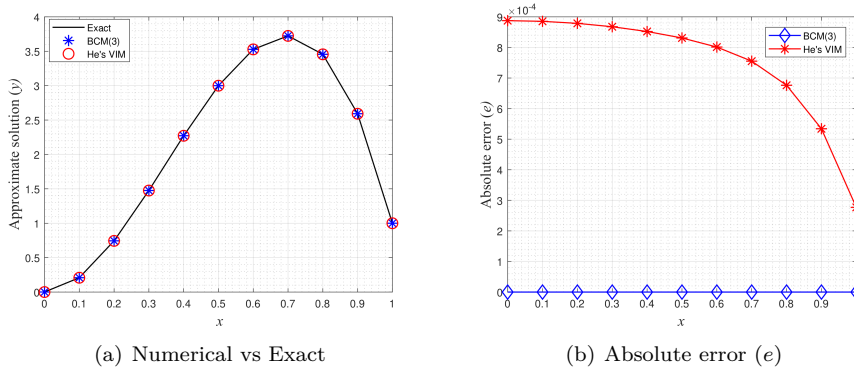 Exact
BCM(3)
He's VIM
4
3.5
3
2.5
2
1.5
1
0.5
0
0 0.1 0.2 0.3 0.4 0.5 0.6 0.7 0.8 0.9 1
x
Approximate solution (y)
(a) Numerical vs Exact
×10⁻⁴
BCM(3)
He's VIM
9
8
7
6
5
4
3
2
1
0
0 0.1 0.2 0.3 0.4 0.5 0.6 0.7 0.8 0.9 1
x
Absolute error (e)
(b) Absolute error (e)